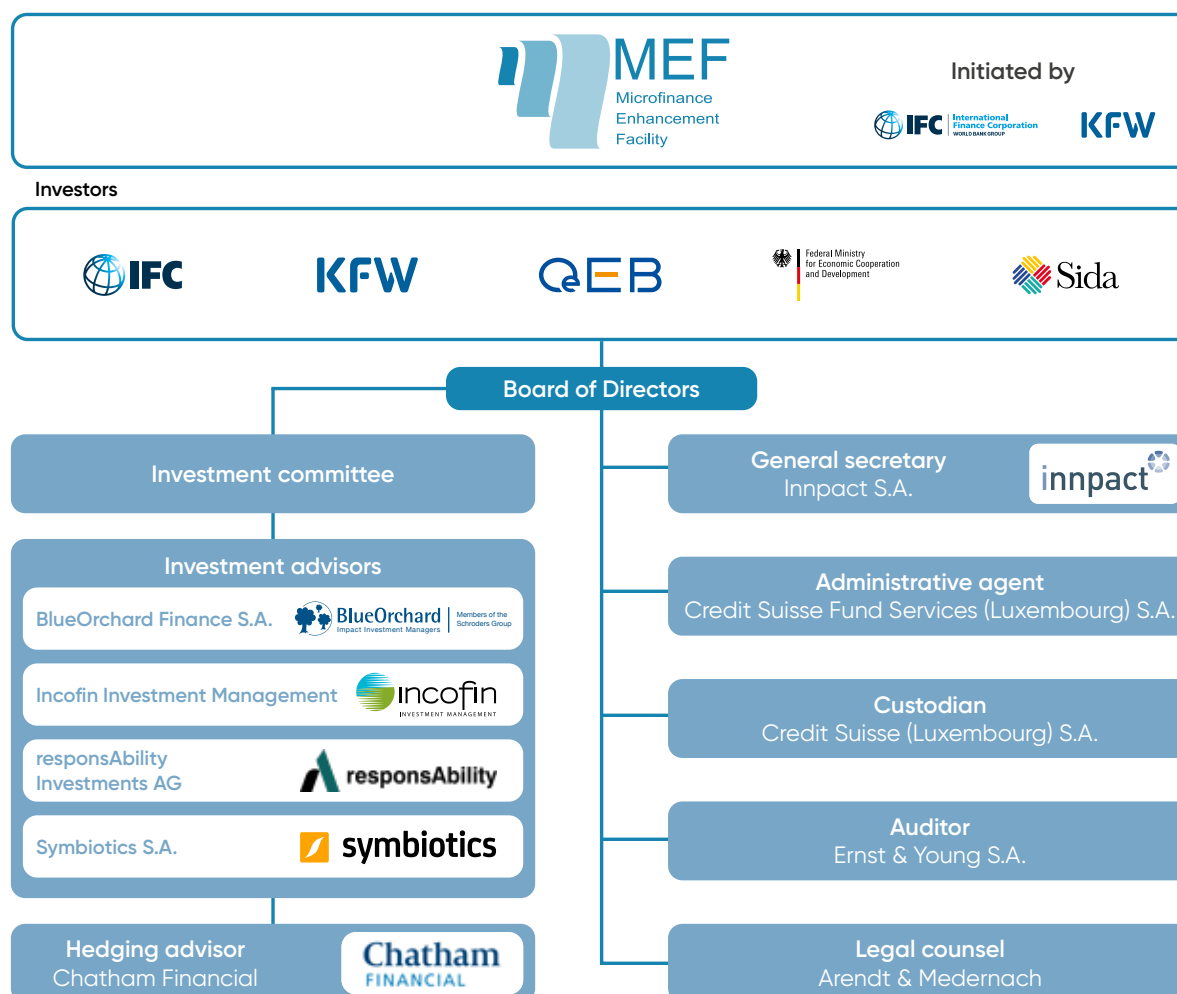 MEF
Microfinance
Enhancement
Facility
Initiated by
IFC International
Finance Corporation
WORLD BANK GROUP
KFW
Investors
IFC
KFW
OeEB
Federal Ministry
for Economic Cooperation
and Development
Sida
Board of Directors
Investment committee
Investment advisors
BlueOrchard Finance S.A.
BlueOrchard
Impact Investment Managers
Members of the
Schroders Group
Incofin Investment Management
incofin
INVESTMENT MANAGEMENT
responsAbility
Investments AG
responsAbility
Symbiotics S.A.
symbiotics
Hedging advisor
Chatham Financial
Chatham
FINANCIAL
General secretary
Innpact S.A.
innpact
Administrative agent
Credit Suisse Fund Services (Luxembourg) S.A.
Custodian
Credit Suisse (Luxembourg) S.A.
Auditor
Ernst & Young S.A.
Legal counsel
Arendt & Medernach